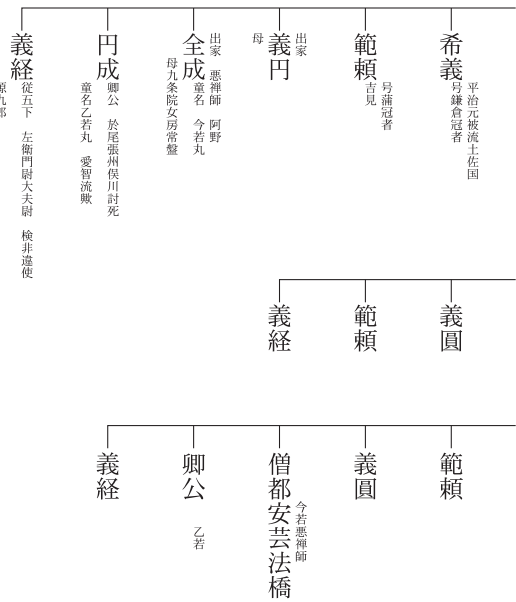 希義
平治元被流土佐国
号鎌倉冠者
範頼
号蒲冠者
吉見
義円
出家
母
全成
出家 悪禅師 阿野
童名 今若丸
母九条院女房常盤
円成
卿公 於尾張州俣川討死
童名乙若丸 愛智流歟
義経
従五下 左衛門尉大夫尉 検非違使
源九郎
義圓
範頼
義経
範頼
義圓
僧都安芸法橋
今若悪禅師
卿公
乙若
義経